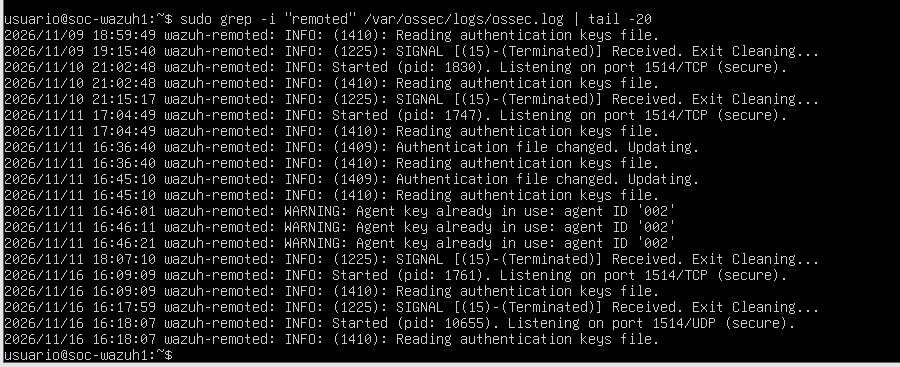 usuario@soc-wazuh1:~$ sudo grep -i "remoted" /var/ossec/logs/ossec.log | tail -20
2026/11/09 18:59:49 wazuh-remoted: INFO: (1410): Reading authentication keys file.
2026/11/09 19:15:40 wazuh-remoted: INFO: (1225): SIGNAL [(15)-(Terminated)] Received. Exit Cleaning...
2026/11/10 21:02:48 wazuh-remoted: INFO: Started (pid: 1830). Listening on port 1514/TCP (secure).
2026/11/10 21:02:48 wazuh-remoted: INFO: (1410): Reading authentication keys file.
2026/11/10 21:15:17 wazuh-remoted: INFO: (1225): SIGNAL [(15)-(Terminated)] Received. Exit Cleaning...
2026/11/11 17:04:49 wazuh-remoted: INFO: Started (pid: 1747). Listening on port 1514/TCP (secure).
2026/11/11 17:04:49 wazuh-remoted: INFO: (1410): Reading authentication keys file.
2026/11/11 16:36:40 wazuh-remoted: INFO: (1409): Authentication file changed. Updating.
2026/11/11 16:36:40 wazuh-remoted: INFO: (1410): Reading authentication keys file.
2026/11/11 16:45:10 wazuh-remoted: INFO: (1409): Authentication file changed. Updating.
2026/11/11 16:45:10 wazuh-remoted: INFO: (1410): Reading authentication keys file.
2026/11/11 16:46:01 wazuh-remoted: WARNING: Agent key already in use: agent ID '002'
2026/11/11 16:46:11 wazuh-remoted: WARNING: Agent key already in use: agent ID '002'
2026/11/11 16:46:21 wazuh-remoted: WARNING: Agent key already in use: agent ID '002'
2026/11/11 18:07:10 wazuh-remoted: INFO: (1225): SIGNAL [(15)-(Terminated)] Received. Exit Cleaning...
2026/11/16 16:09:09 wazuh-remoted: INFO: Started (pid: 1761). Listening on port 1514/TCP (secure).
2026/11/16 16:09:09 wazuh-remoted: INFO: (1410): Reading authentication keys file.
2026/11/16 16:17:59 wazuh-remoted: INFO: (1225): SIGNAL [(15)-(Terminated)] Received. Exit Cleaning...
2026/11/16 16:18:07 wazuh-remoted: INFO: Started (pid: 10655). Listening on port 1514/UDP (secure).
2026/11/16 16:18:07 wazuh-remoted: INFO: (1410): Reading authentication keys file.
usuario@soc-wazuh1:~$